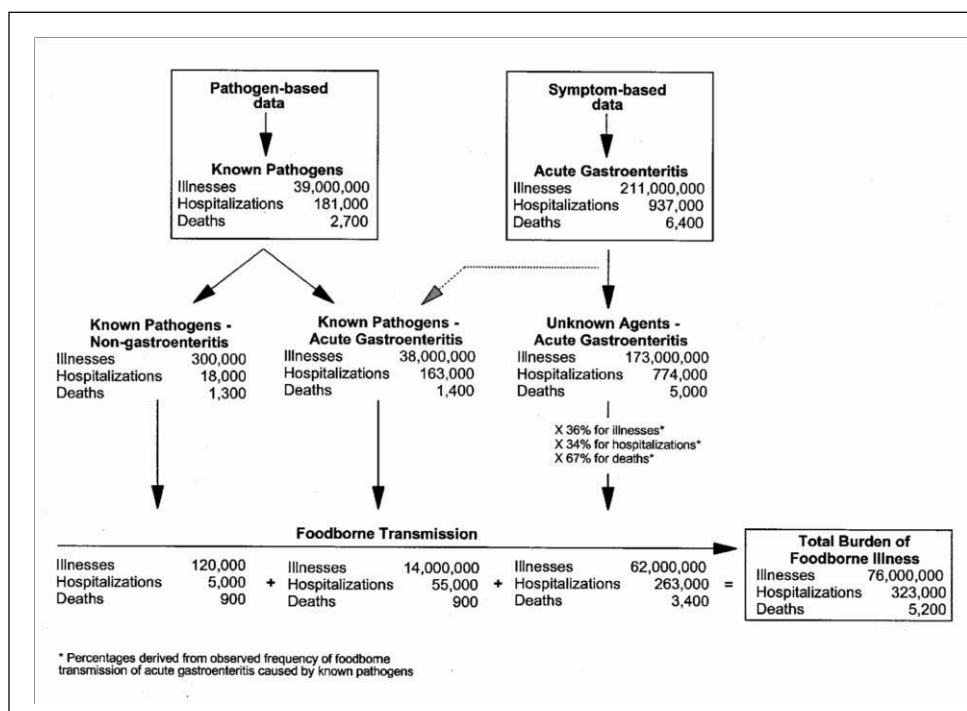 Pathogen-based
data
Known Pathogens
Illnesses 39,000,000
Hospitalizations 181,000
Deaths 2,700
Symptom-based
data
Acute Gastroenteritis
Illnesses 211,000,000
Hospitalizations 937,000
Deaths 6,400
Known Pathogens -
Non-gastroenteritis
Illnesses 300,000
Hospitalizations 18,000
Deaths 1,300
Known Pathogens -
Acute Gastroenteritis
Illnesses 38,000,000
Hospitalizations 163,000
Deaths 1,400
Unknown Agents -
Acute Gastroenteritis
Illnesses 173,000,000
Hospitalizations 774,000
Deaths 5,000
X 36% for illnesses*
X 34% for hospitalizations*
X 67% for deaths*
Foodborne Transmission
Illnesses 120,000
Hospitalizations 5,000
Deaths 900
+
Illnesses 14,000,000
Hospitalizations 55,000
Deaths 900
+
Illnesses 62,000,000
Hospitalizations 263,000
Deaths 3,400
=
Total Burden of
Foodborne Illness
Illnesses 76,000,000
Hospitalizations 323,000
Deaths 5,200
* Percentages derived from observed frequency of foodborne
transmission of acute gastroenteritis caused by known pathogens